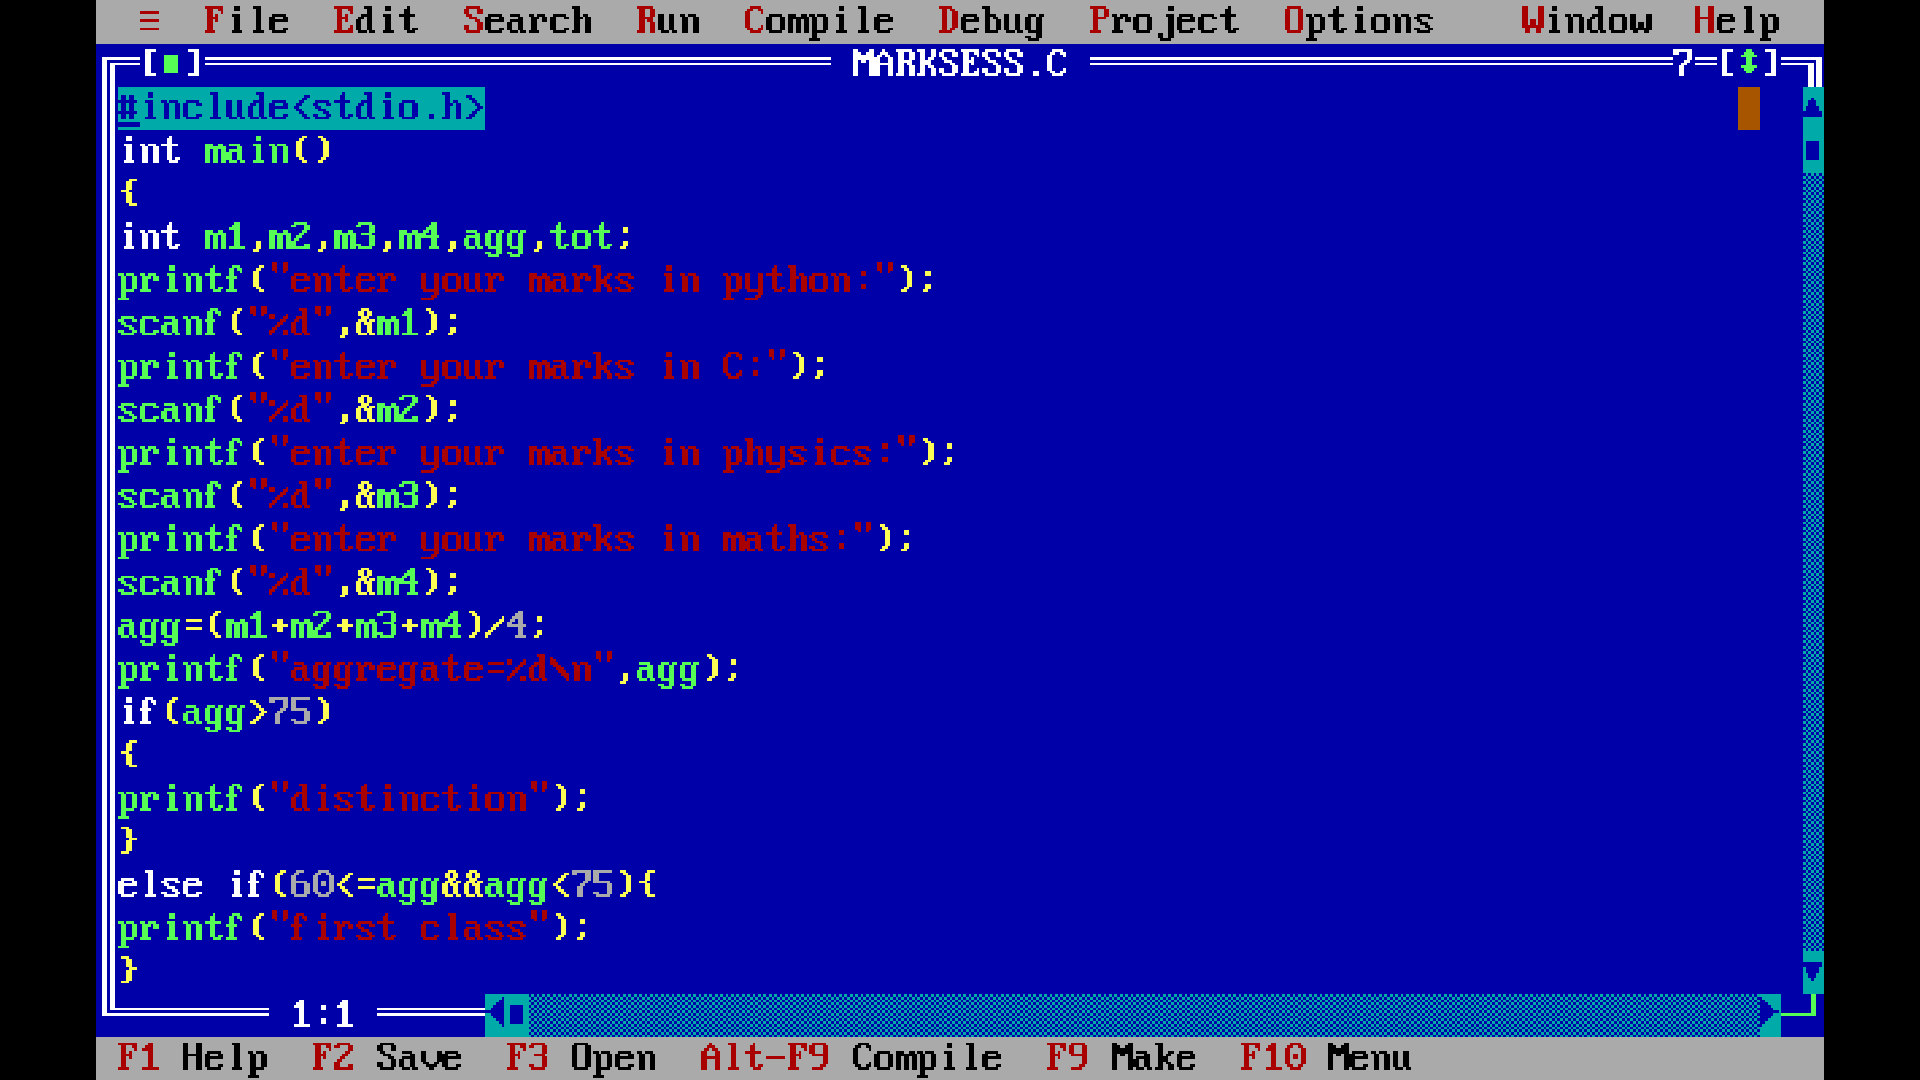 ≡ File Edit Search Run Compile Debug Project Options Window Help
[■] MARKSESS.C 7=[↕]
#include<stdio.h>
int main()
{
int m1,m2,m3,m4,agg,tot;
printf("enter your marks in python:");
scanf("%d",&m1);
printf("enter your marks in C:");
scanf("%d",&m2);
printf("enter your marks in physics:");
scanf("%d",&m3);
printf("enter your marks in maths:");
scanf("%d",&m4);
agg=(m1+m2+m3+m4)/4;
printf("aggregate=%d\n",agg);
if(agg>75)
{
printf("distinction");
}
else if(60<=agg&&agg<75){
printf("first class");
}
1:1
F1 Help F2 Save F3 Open Alt-F9 Compile F9 Make F10 Menu